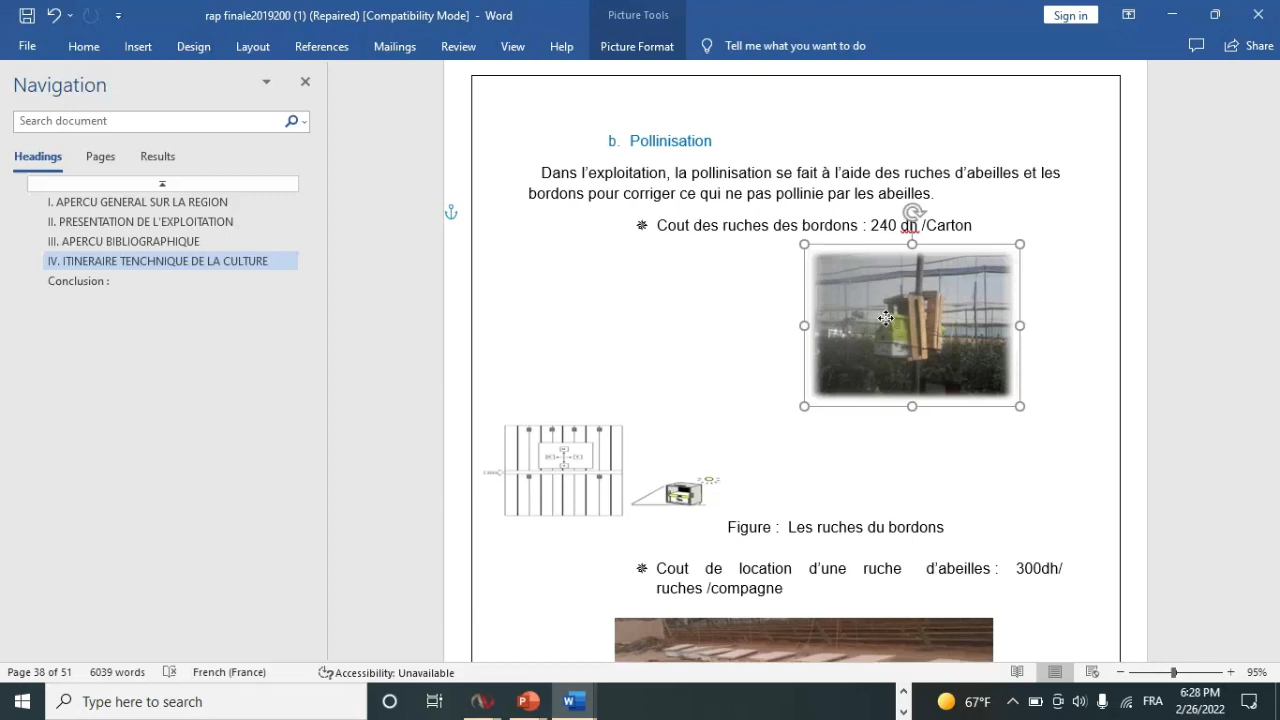 rap finale2019200 (1) (Repaired) [Compatibility Mode] - Word
Picture Tools
Sign in
File Home Insert Design Layout References Mailings Review View Help Picture Format Tell me what you want to do Share
Navigation
Search document
Headings Pages Results
I. APERCU GENERAL SUR LA REGION
II. PRESENTATION DE L'EXPLOITATION
III. APERCU BIBLIOGRAPHIQUE
IV. ITINERAIRE TENCHNIQUE DE LA CULTURE
Conclusion :
b. Pollinisation
Dans l'exploitation, la pollinisation se fait à l'aide des ruches d'abeilles et les
bordons pour corriger ce qui ne pas pollinie par les abeilles.
Cout des ruches des bordons : 240 dh /Carton
Figure : Les ruches du bordons
Cout de location d'une ruche d'abeilles : 300dh/
ruches /compagne
Page 38 of 51 6039 words French (France) Accessibility: Unavailable 95%
Type here to search
67°F FRA
6:28 PM
2/26/2022